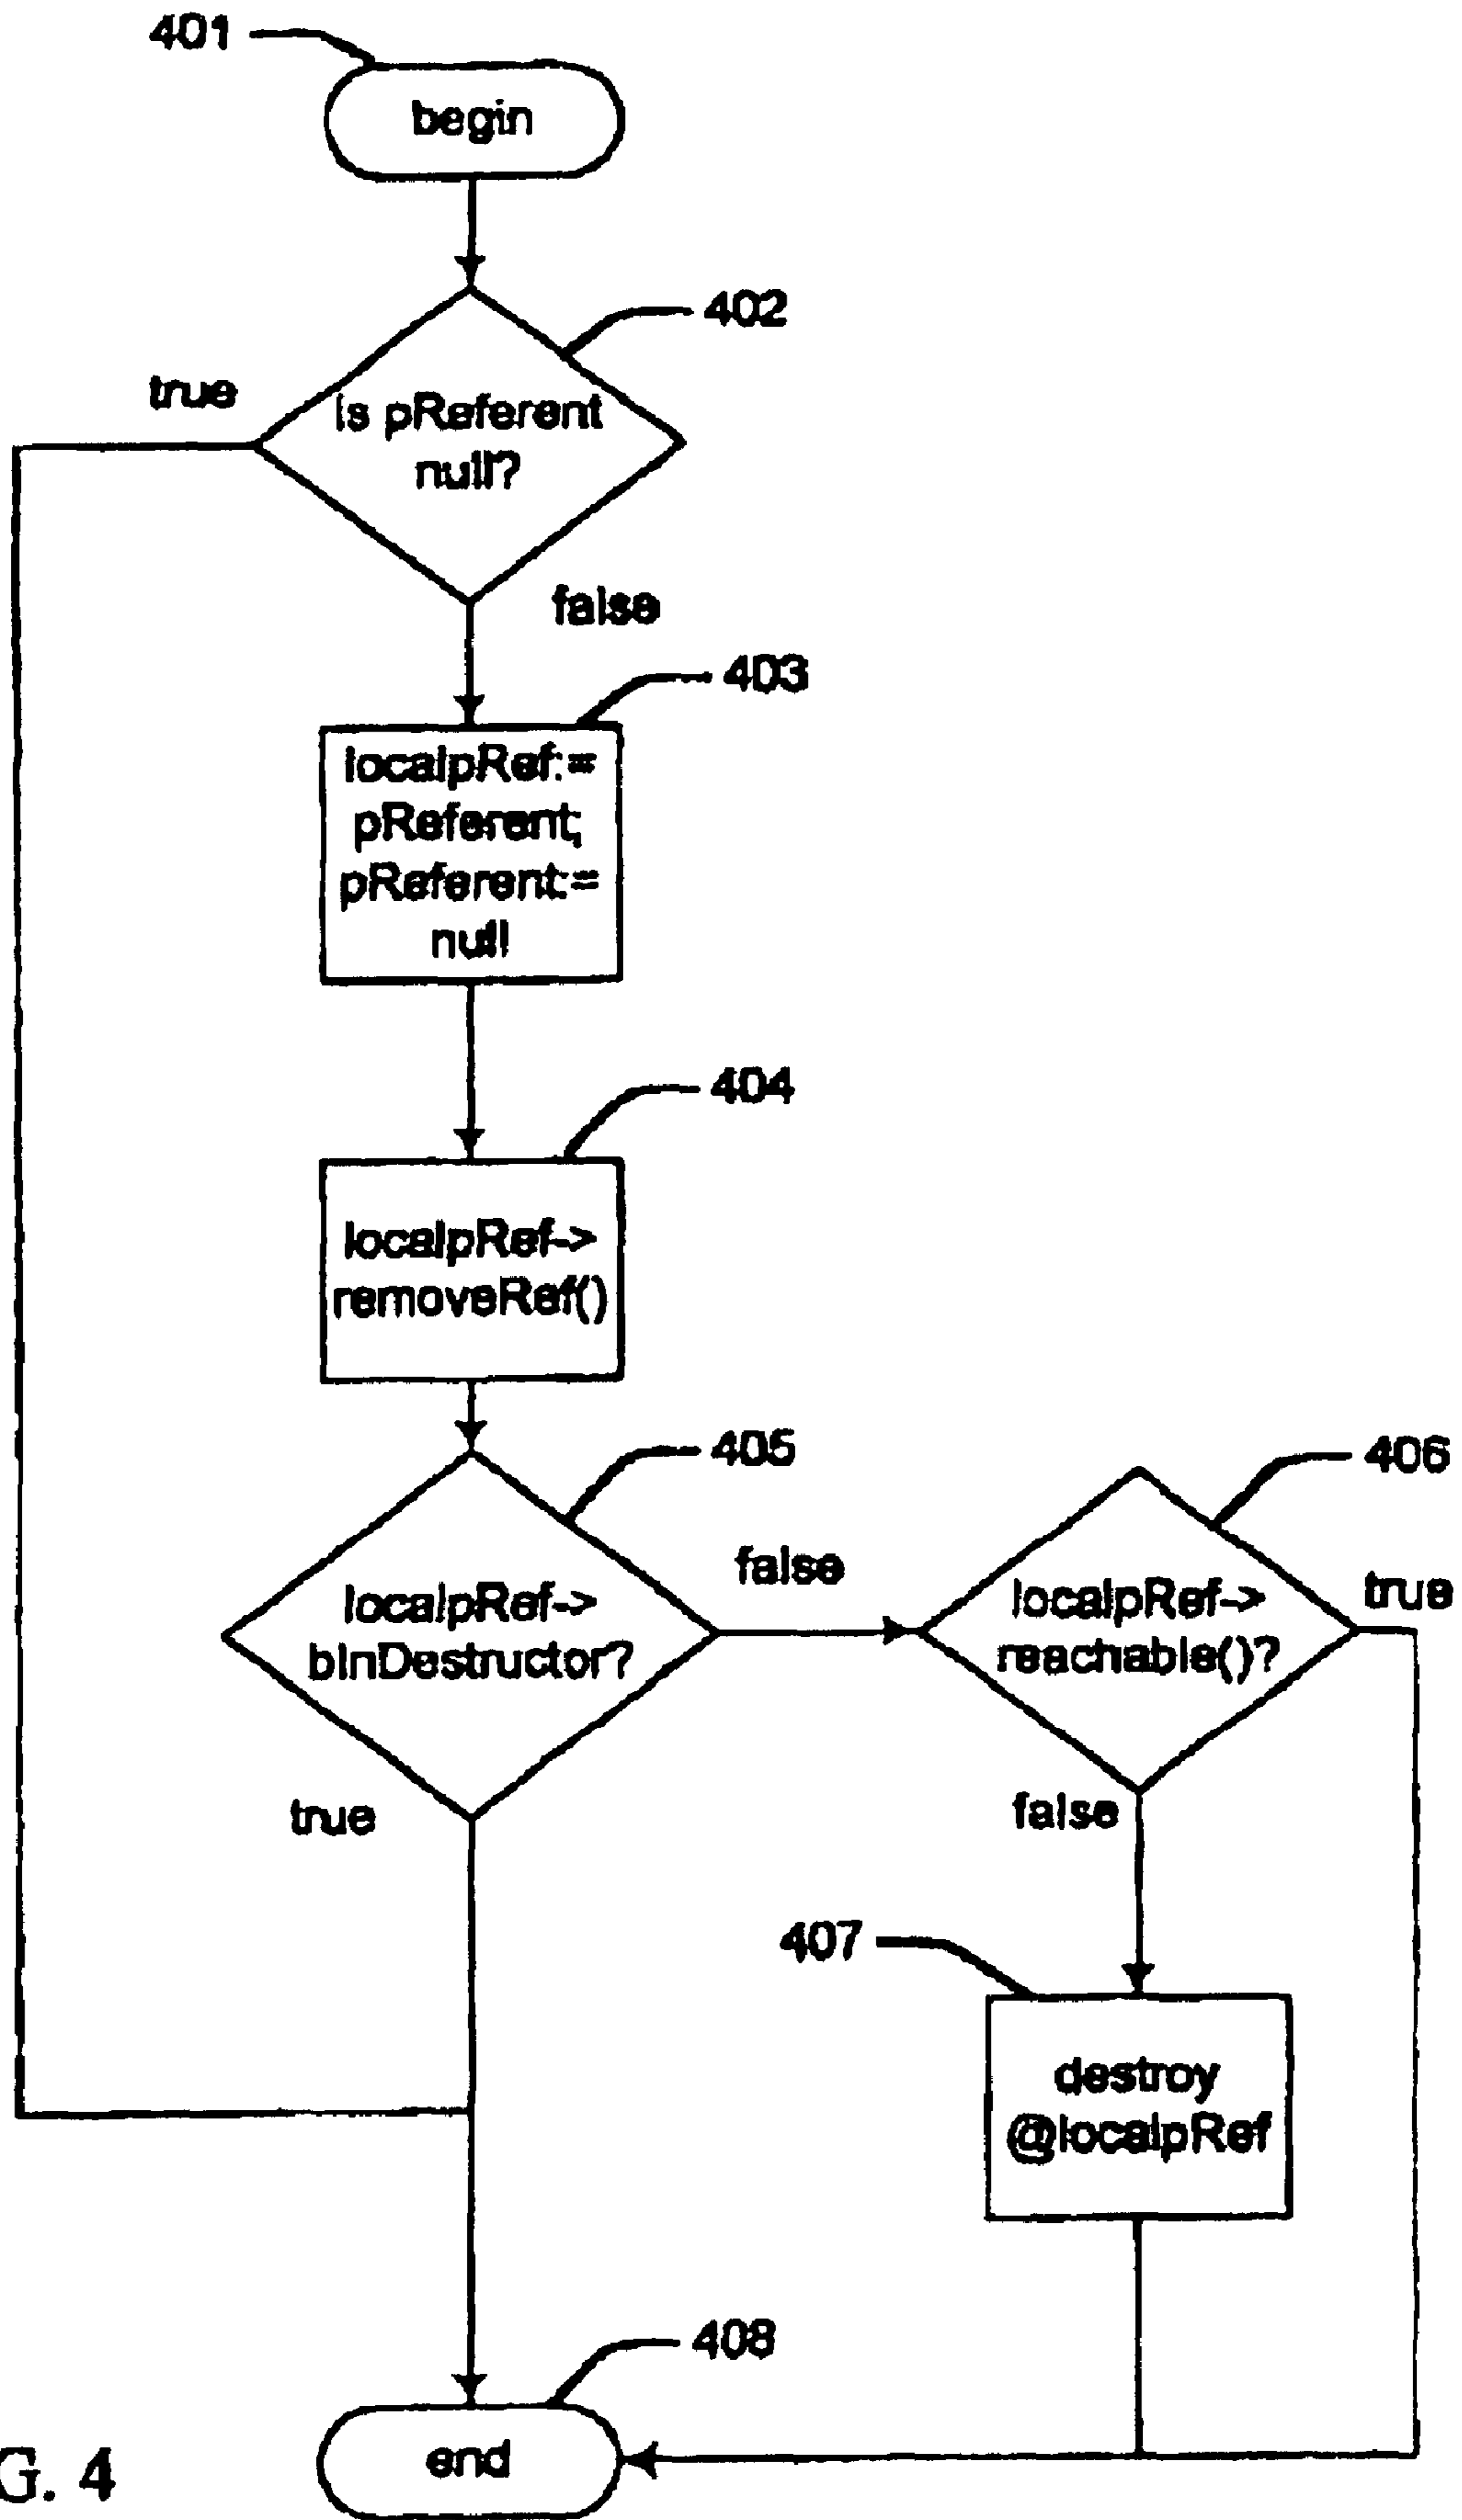 401
begin
402
true
is pReferent
null?
false
403
localpRef:=
pReferent;
pReferent:=
null
404
localpRef->
removeRef()
405
406
false
true
localpRef->
bInDestructor?
localpRef->
reachable()?
true
false
407
destroy
@localpRef
408
end
G. 4